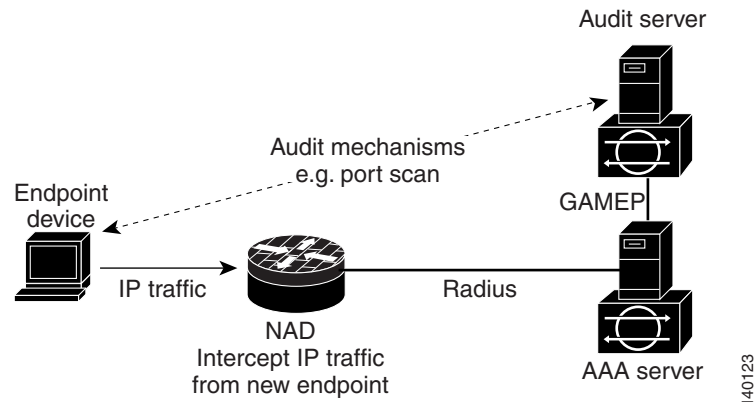 Audit server
Audit mechanisms
e.g. port scan
Endpoint
device
GAMEP
IP traffic
Radius
NAD
Intercept IP traffic
from new endpoint
AAA server
140123